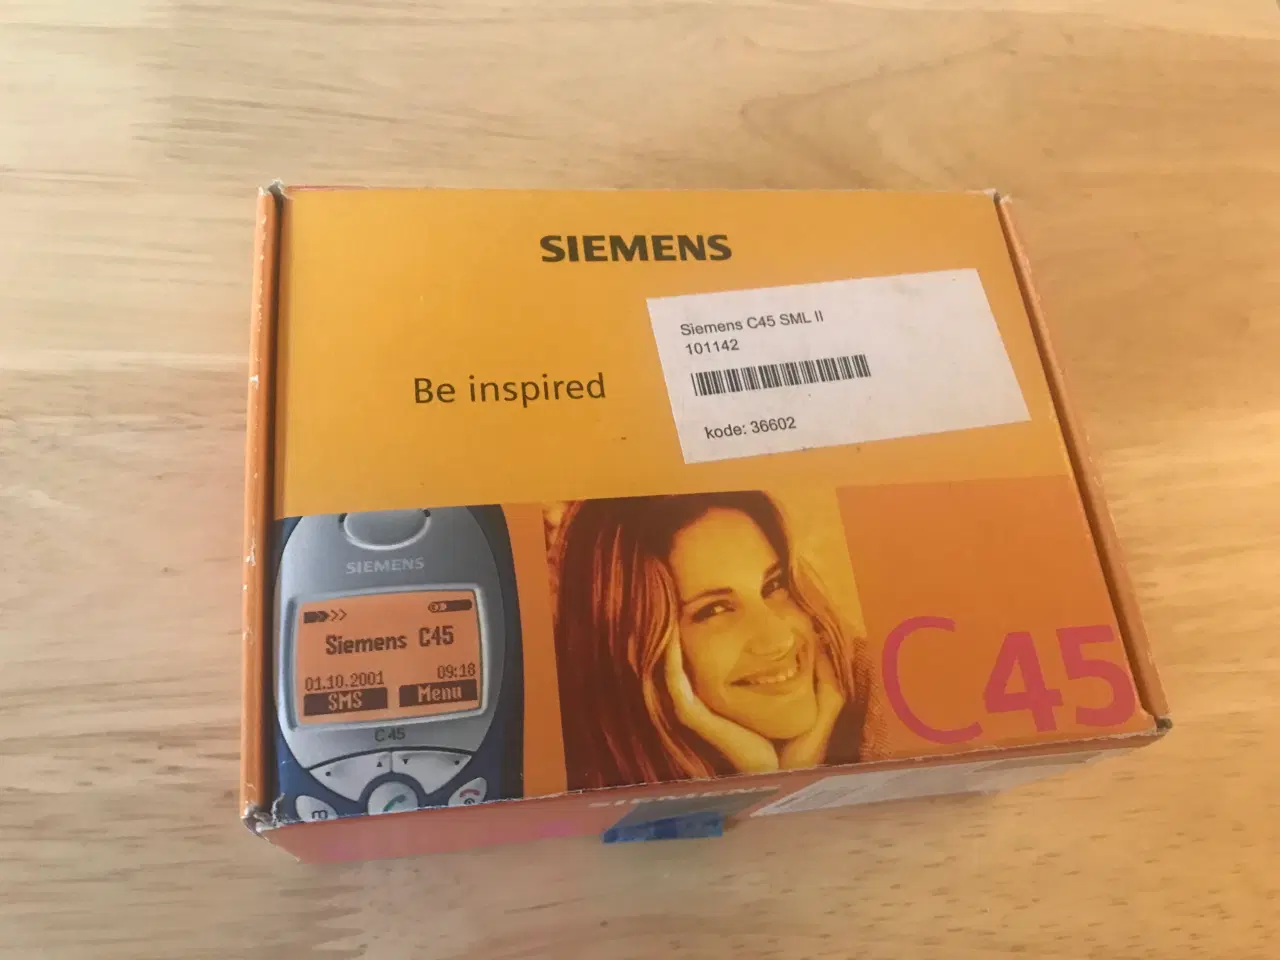 SIEMENS
Siemens C45 SML II
101142
kode: 36602
Be inspired
SIEMENS
Siemens C45
01.10.2001 09:18
SMS Menu
C45
C45
SIEMENS